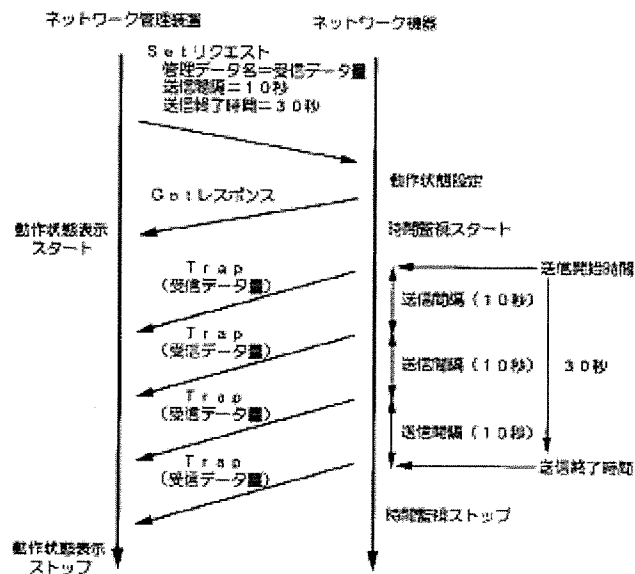 ネットワーク管理装置
ネットワーク機器
Setリクエスト
管理データ名=受信データ量
送信間隔=10秒
送信終了時間=30秒
動作状態設定
Getレスポンス
動作状態表示
スタート
時間監視スタート
Trap
(受信データ量)
送信開始時間
送信間隔(10秒)
Trap
(受信データ量)
送信間隔(10秒)
30秒
Trap
(受信データ量)
送信間隔(10秒)
Trap
(受信データ量)
送信終了時間
時間監視ストップ
動作状態表示
ストップ